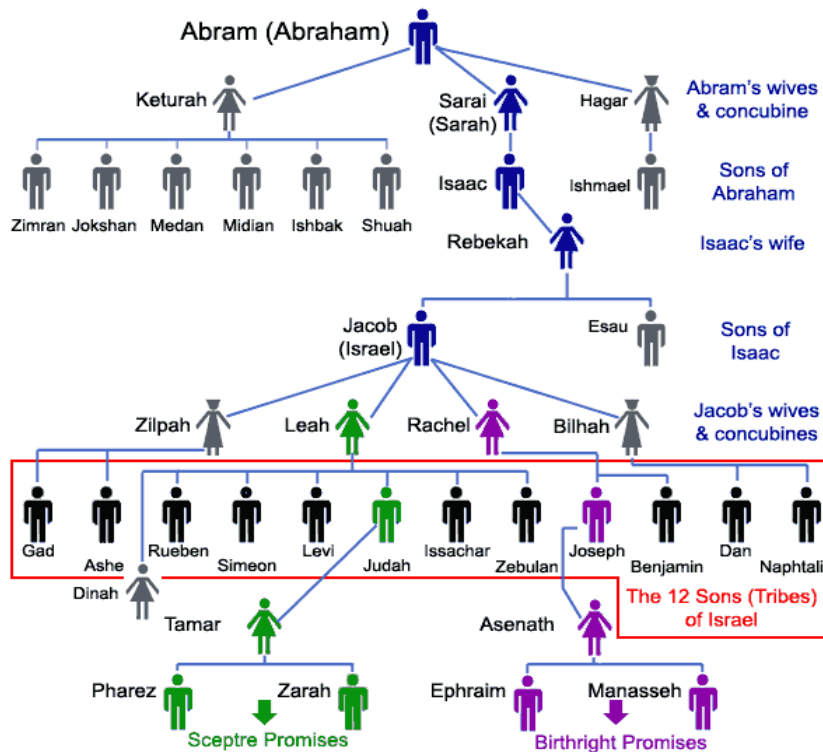 Abram (Abraham)
Keturah
Sarai
(Sarah)
Hagar
Abram's wives
& concubine
Zimran
Jokshan
Medan
Midian
Ishbak
Shuah
Isaac
Ishmael
Sons of
Abraham
Rebekah
Isaac's wife
Jacob
(Israel)
Esau
Sons of
Isaac
Zilpah
Leah
Rachel
Bilhah
Jacob's wives
& concubines
Gad
Ashe
Rueben
Simeon
Levi
Judah
Issachar
Zebulan
Joseph
Benjamin
Dan
Naphtali
Dinah
The 12 Sons (Tribes)
of Israel
Tamar
Asenath
Pharez
Zarah
Ephraim
Manasseh
Sceptre Promises
Birthright Promises